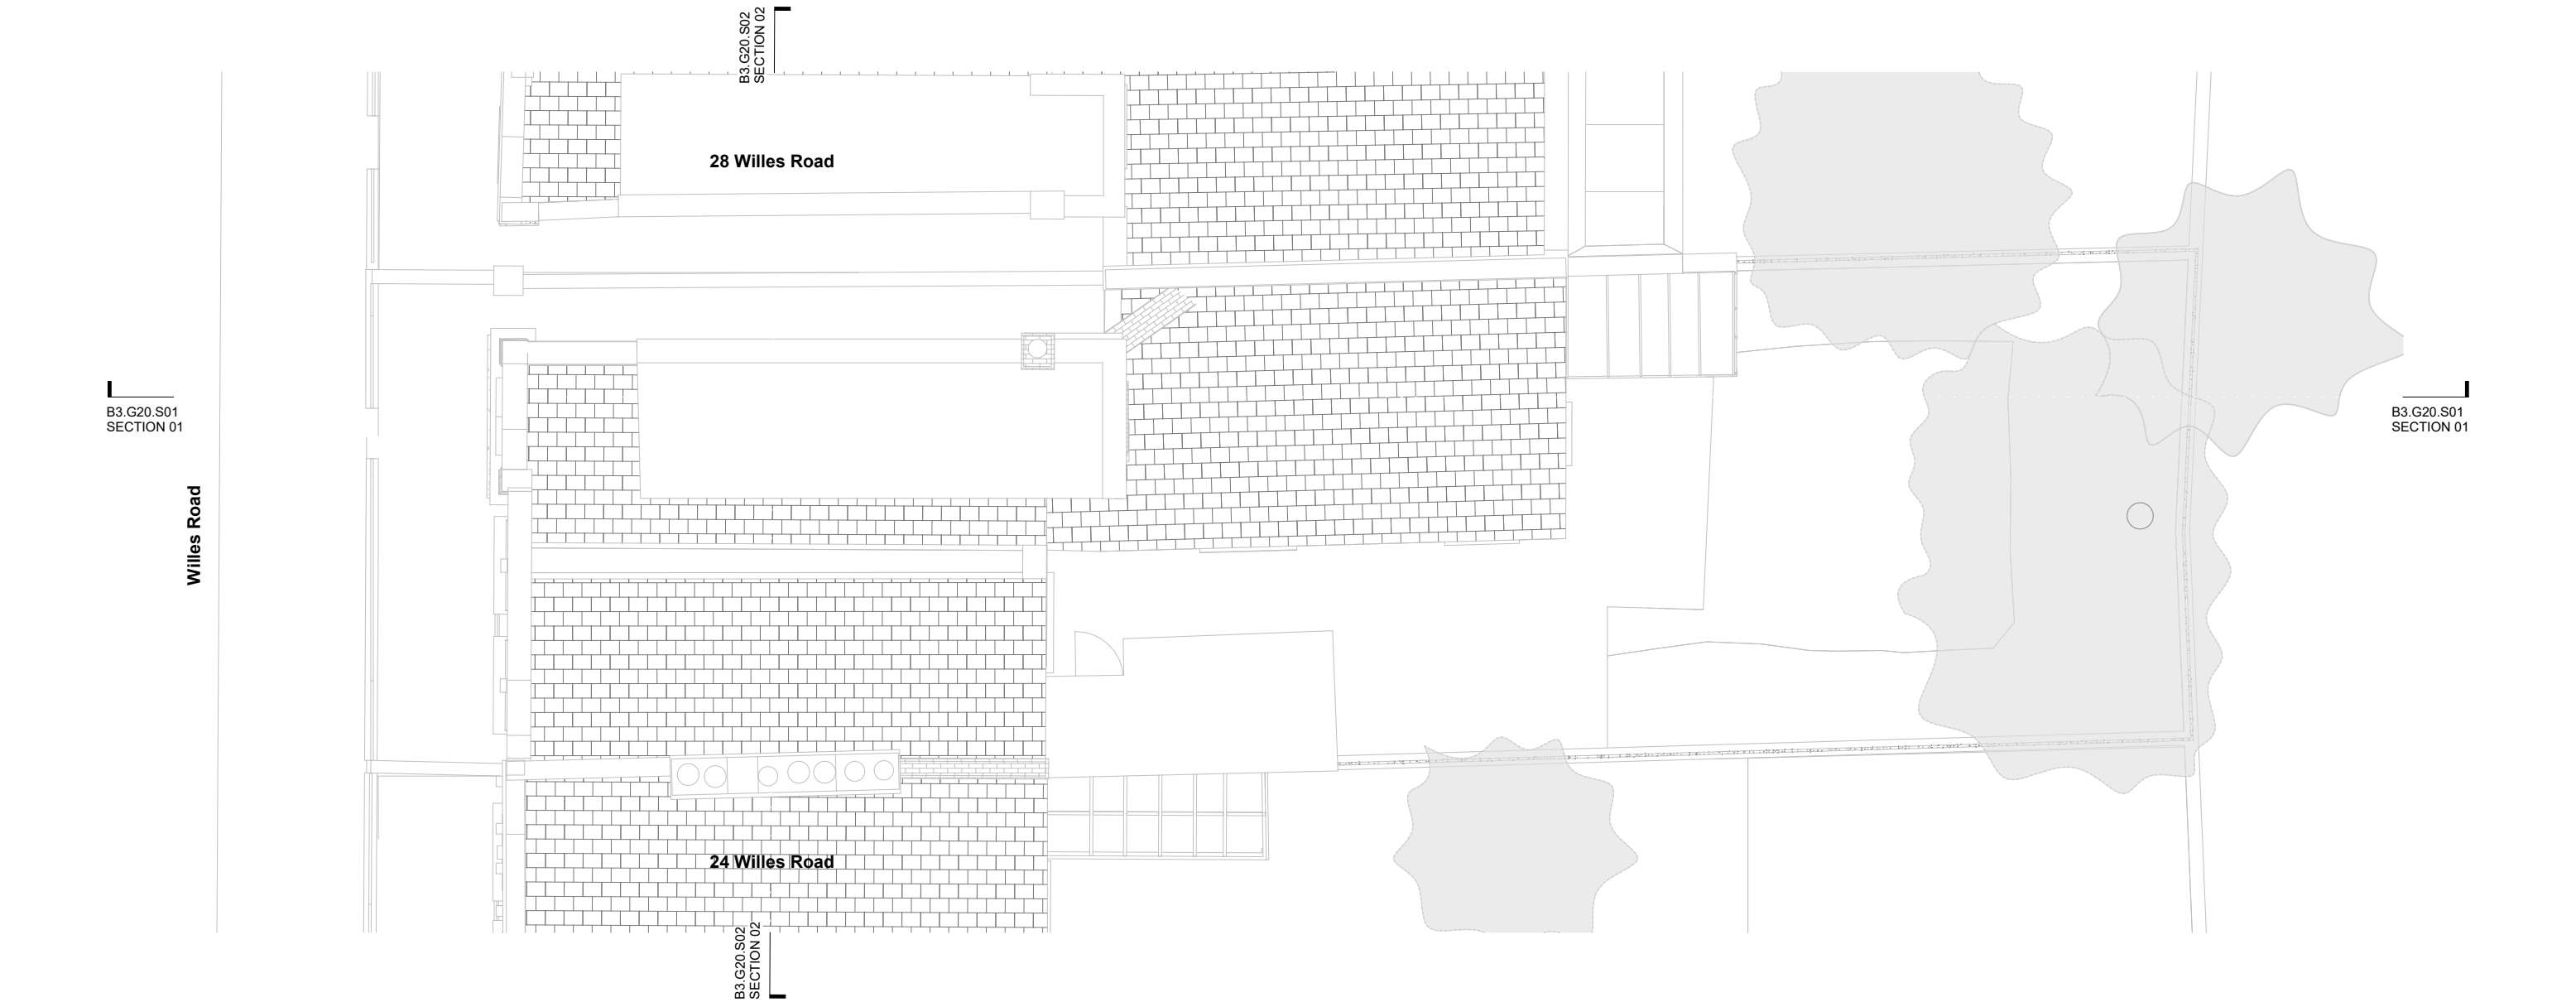 B3.G20.S02
SECTION 02
28 Willes Road
B3.G20.S01
SECTION 01
B3.G20.S01
SECTION 01
Willes Road
24 Willes Road
B3.G20.S02
SECTION 02